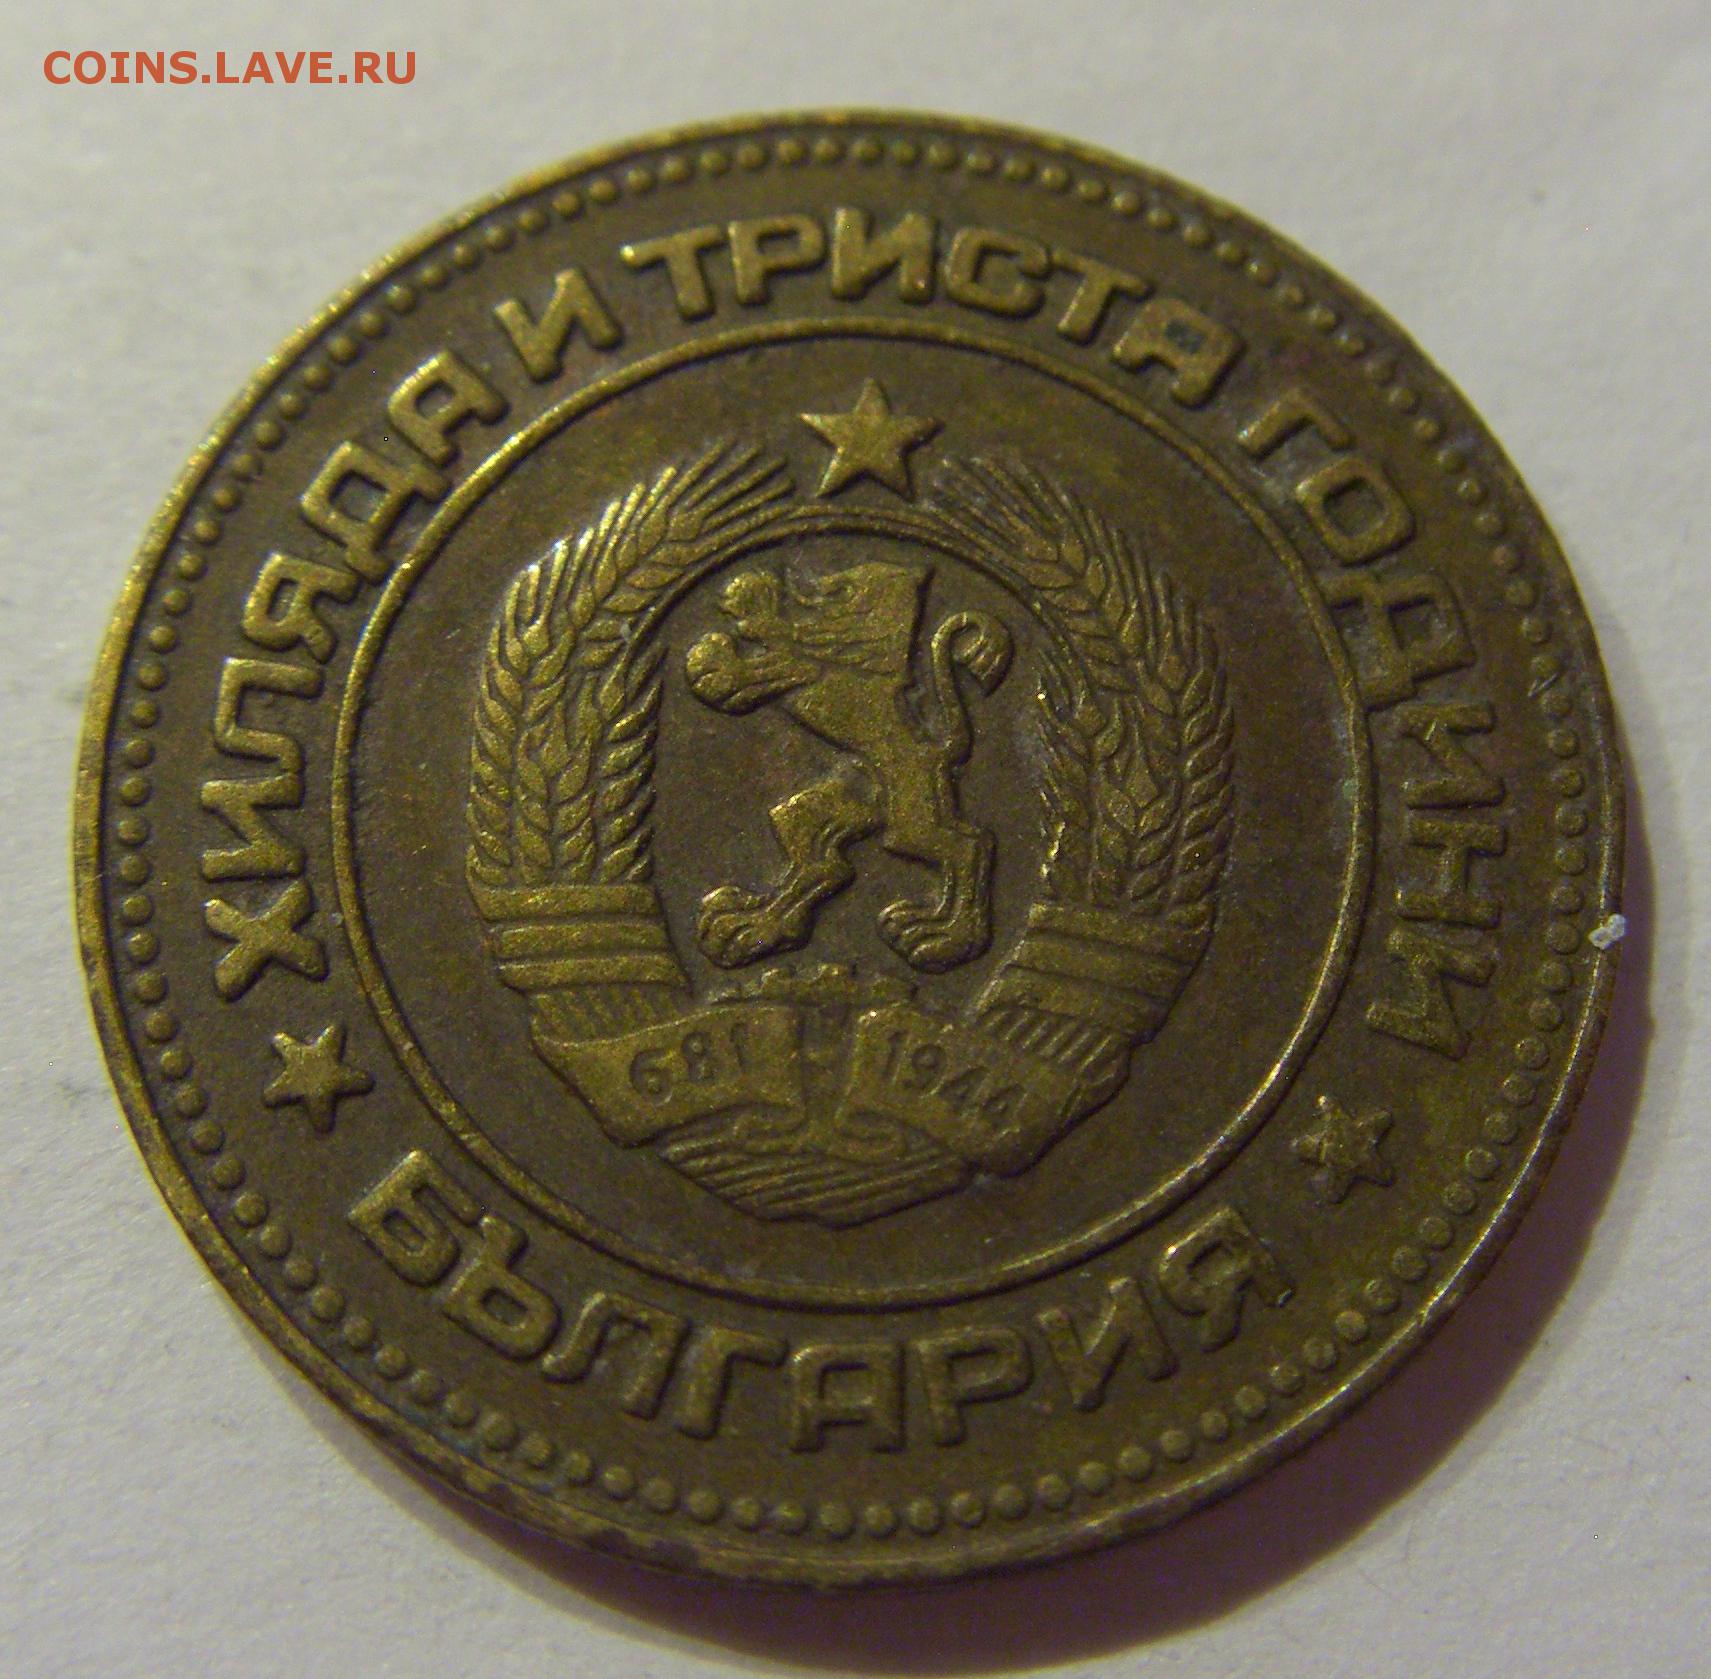 COINS.LAVE.RU
ХИЛЯДА И ТРИСТА ГОДИНИ
681 - 1944
БЪЛГАРИЯ